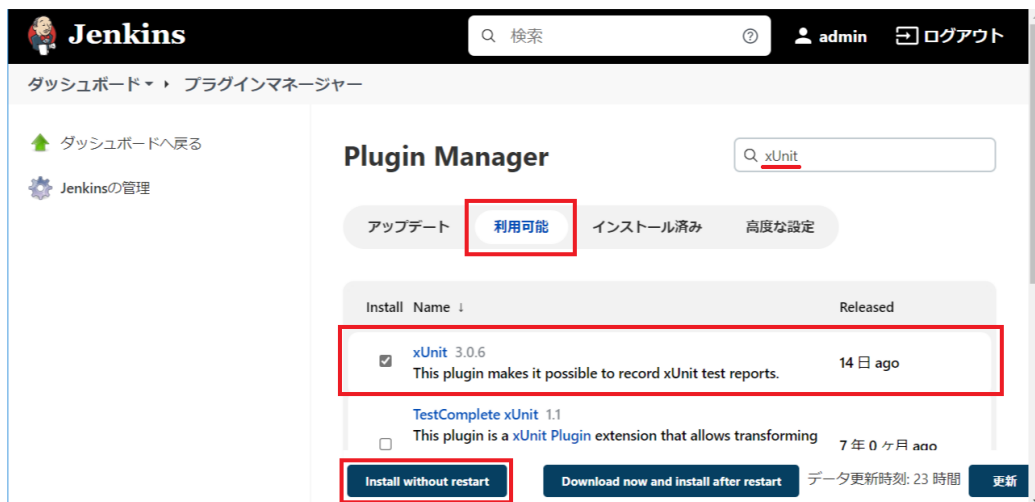 Jenkins 検索 admin ログアウト
ダッシュボード プラグインマネージャー
ダッシュボードへ戻る
Jenkinsの管理
Plugin Manager xUnit
アップデート 利用可能 インストール済み 高度な設定
Install Name ↓ Released
xUnit 3.0.6
This plugin makes it possible to record xUnit test reports.
14 日 ago
TestComplete xUnit 1.1
This plugin is a xUnit Plugin extension that allows transforming
7 年 0 ヶ月 ago
Install without restart Download now and install after restart データ更新時刻: 23 時間 更新